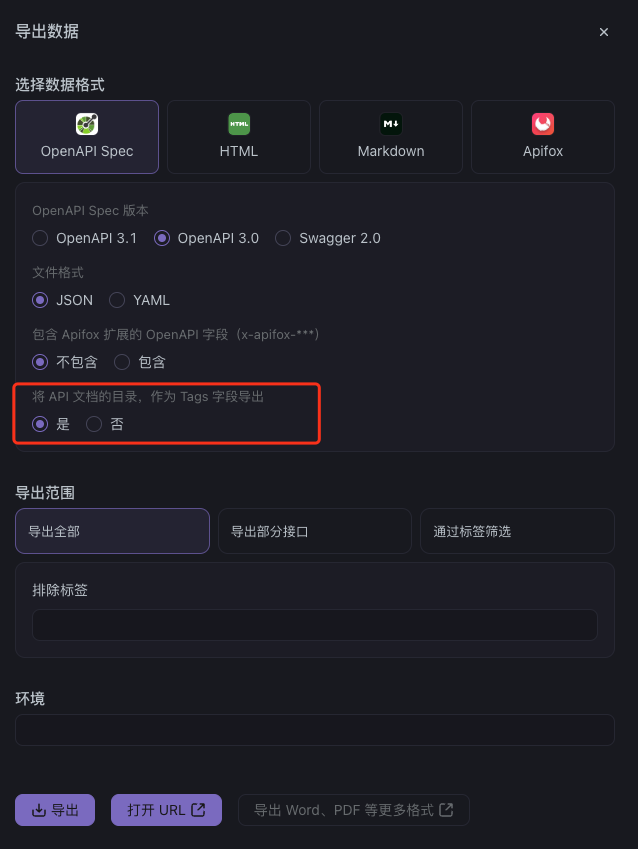 导出数据
选择数据格式
OpenAPI Spec
HTML
HTML
M
Markdown
Apifox
OpenAPI Spec 版本
OpenAPI 3.1 OpenAPI 3.0 Swagger 2.0
文件格式
JSON YAML
包含 Apifox 扩展的 OpenAPI 字段（x-apifox-***）
不包含 包含
将 API 文档的目录，作为 Tags 字段导出
是 否
导出范围
导出全部 导出部分接口 通过标签筛选
排除标签
环境
导出 打开 URL 导出 Word、PDF 等更多格式